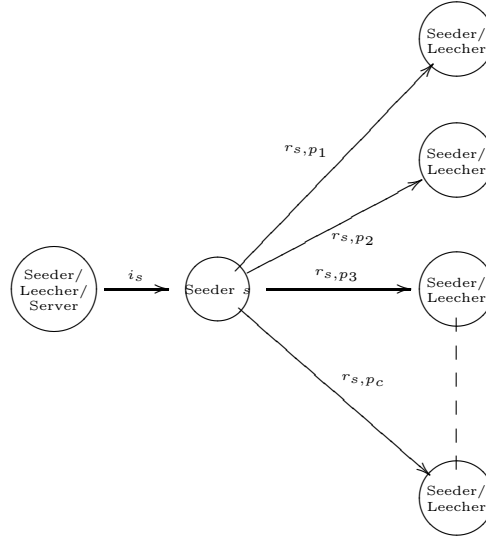 Seeder/
Leecher
r_{s,p_1}
Seeder/
Leecher
r_{s,p_2}
Seeder/
Leecher/
Server
i_s
Seeder s
r_{s,p_3}
Seeder/
Leecher
r_{s,p_c}
Seeder/
Leecher